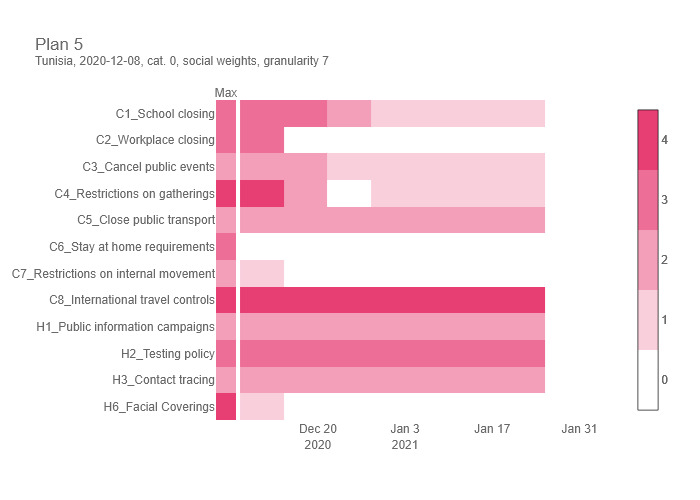 Plan 5
Tunisia, 2020-12-08, cat. 0, social weights, granularity 7
Max
C1_School closing
C2_Workplace closing
C3_Cancel public events
C4_Restrictions on gatherings
C5_Close public transport
C6_Stay at home requirements
C7_Restrictions on internal movement
C8_International travel controls
H1_Public information campaigns
H2_Testing policy
H3_Contact tracing
H6_Facial Coverings
Dec 20 Jan 3 Jan 17 Jan 31
2020 2021
4
3
2
1
0